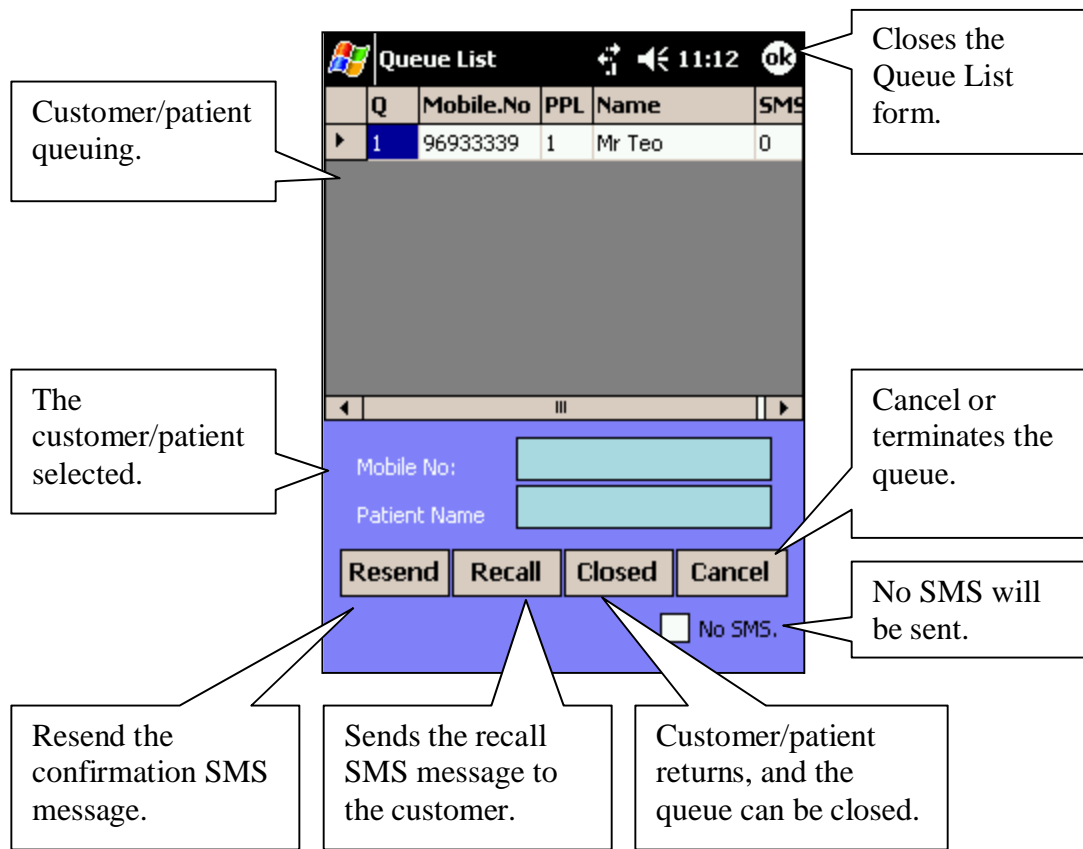 Closes the
Queue List
form.
Queue List 11:12 ok
Customer/patient
queuing.
Q Mobile.No PPL Name SMS
1 96933339 1 Mr Teo 0
The
customer/patient
selected.
Cancel or
terminates the
queue.
Mobile No:
Patient Name
Resend Recall Closed Cancel
No SMS will
be sent.
No SMS.
Resend the
confirmation SMS
message.
Sends the recall
SMS message to
the customer.
Customer/patient
returns, and the
queue can be closed.